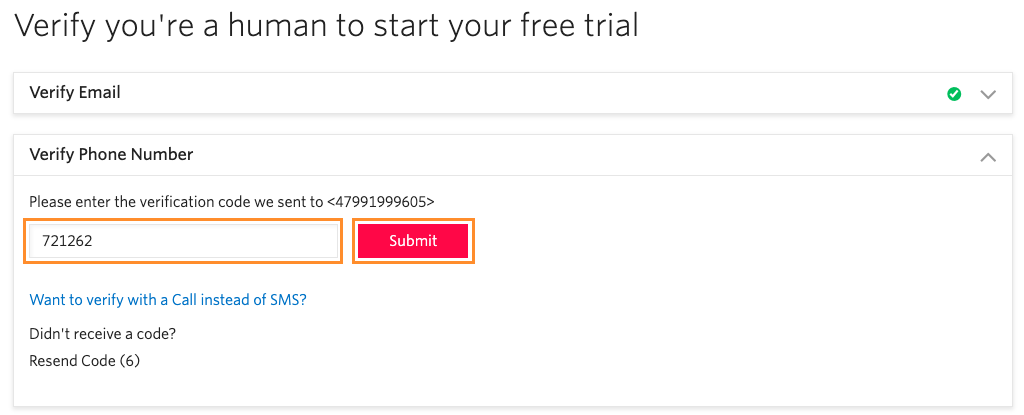 Verify you're a human to start your free trial
Verify Email
Verify Phone Number
Please enter the verification code we sent to <47991999605>
721262
Submit
Want to verify with a Call instead of SMS?
Didn't receive a code?
Resend Code (6)